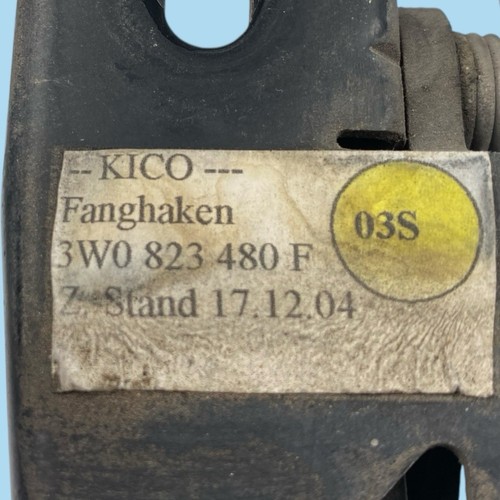 -- KICO ---
Fanghaken
03S
3W0 823 480 F
Z. Stand 17.12.04